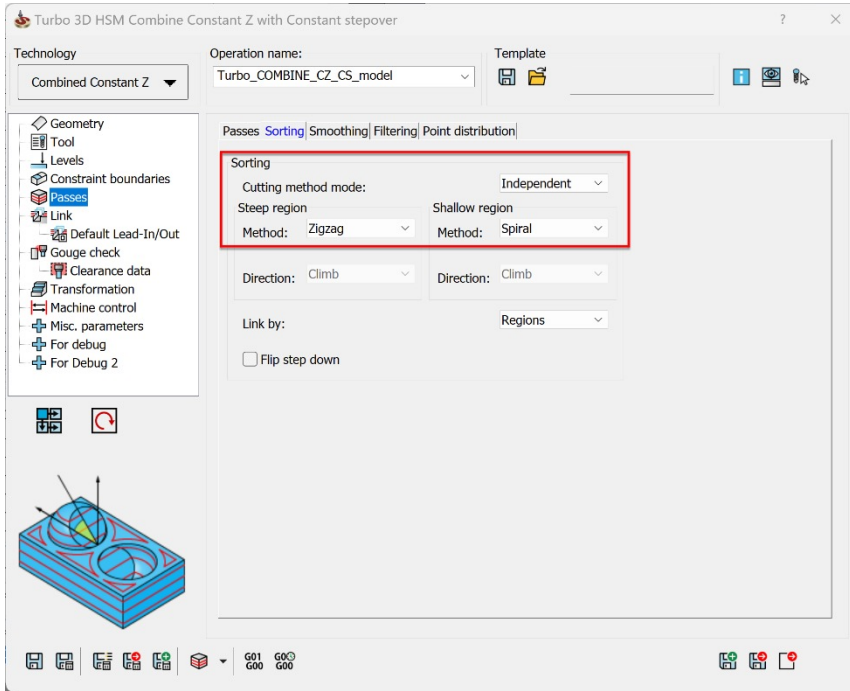 Turbo 3D HSM Combine Constant Z with Constant stepover
?
Technology
Operation name:
Template
Combined Constant Z
Turbo_COMBINE_CZ_CS_model
Geometry
Tool
Levels
Constraint boundaries
Passes
Link
Default Lead-In/Out
Gouge check
Clearance data
Transformation
Machine control
Misc. parameters
For debug
For Debug 2
Passes Sorting Smoothing Filtering Point distribution
Sorting
Cutting method mode: Independent
Steep region
Shallow region
Method: Zigzag
Method: Spiral
Direction: Climb
Direction: Climb
Link by: Regions
Flip step down
G01
G00
G00
G00